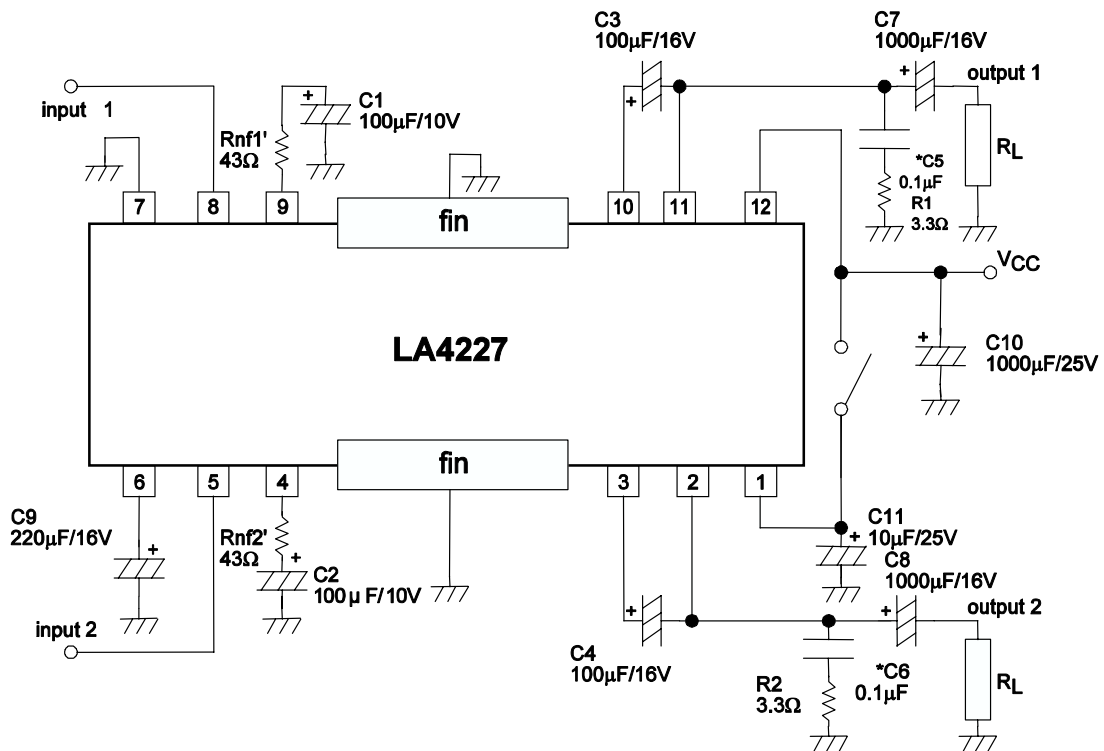 C3
100µF/16V
C7
1000µF/16V
output 1
input 1
+
C1
100µF/10V
Rnf1'
43Ω
+
+
RL
*C5
0.1µF
R1
3.3Ω
7
8
9
fin
10
11
12
VCC
LA4227
+
C10
1000µF/25V
6
5
4
fin
3
2
1
C9
220µF/16V
+
Rnf2'
43Ω
+
C2
100µ F/10V
C11
10µF/25V
+
C8
1000µF/16V
input 2
+
+
output 2
C4
100µF/16V
R2
3.3Ω
*C6
0.1µF
RL